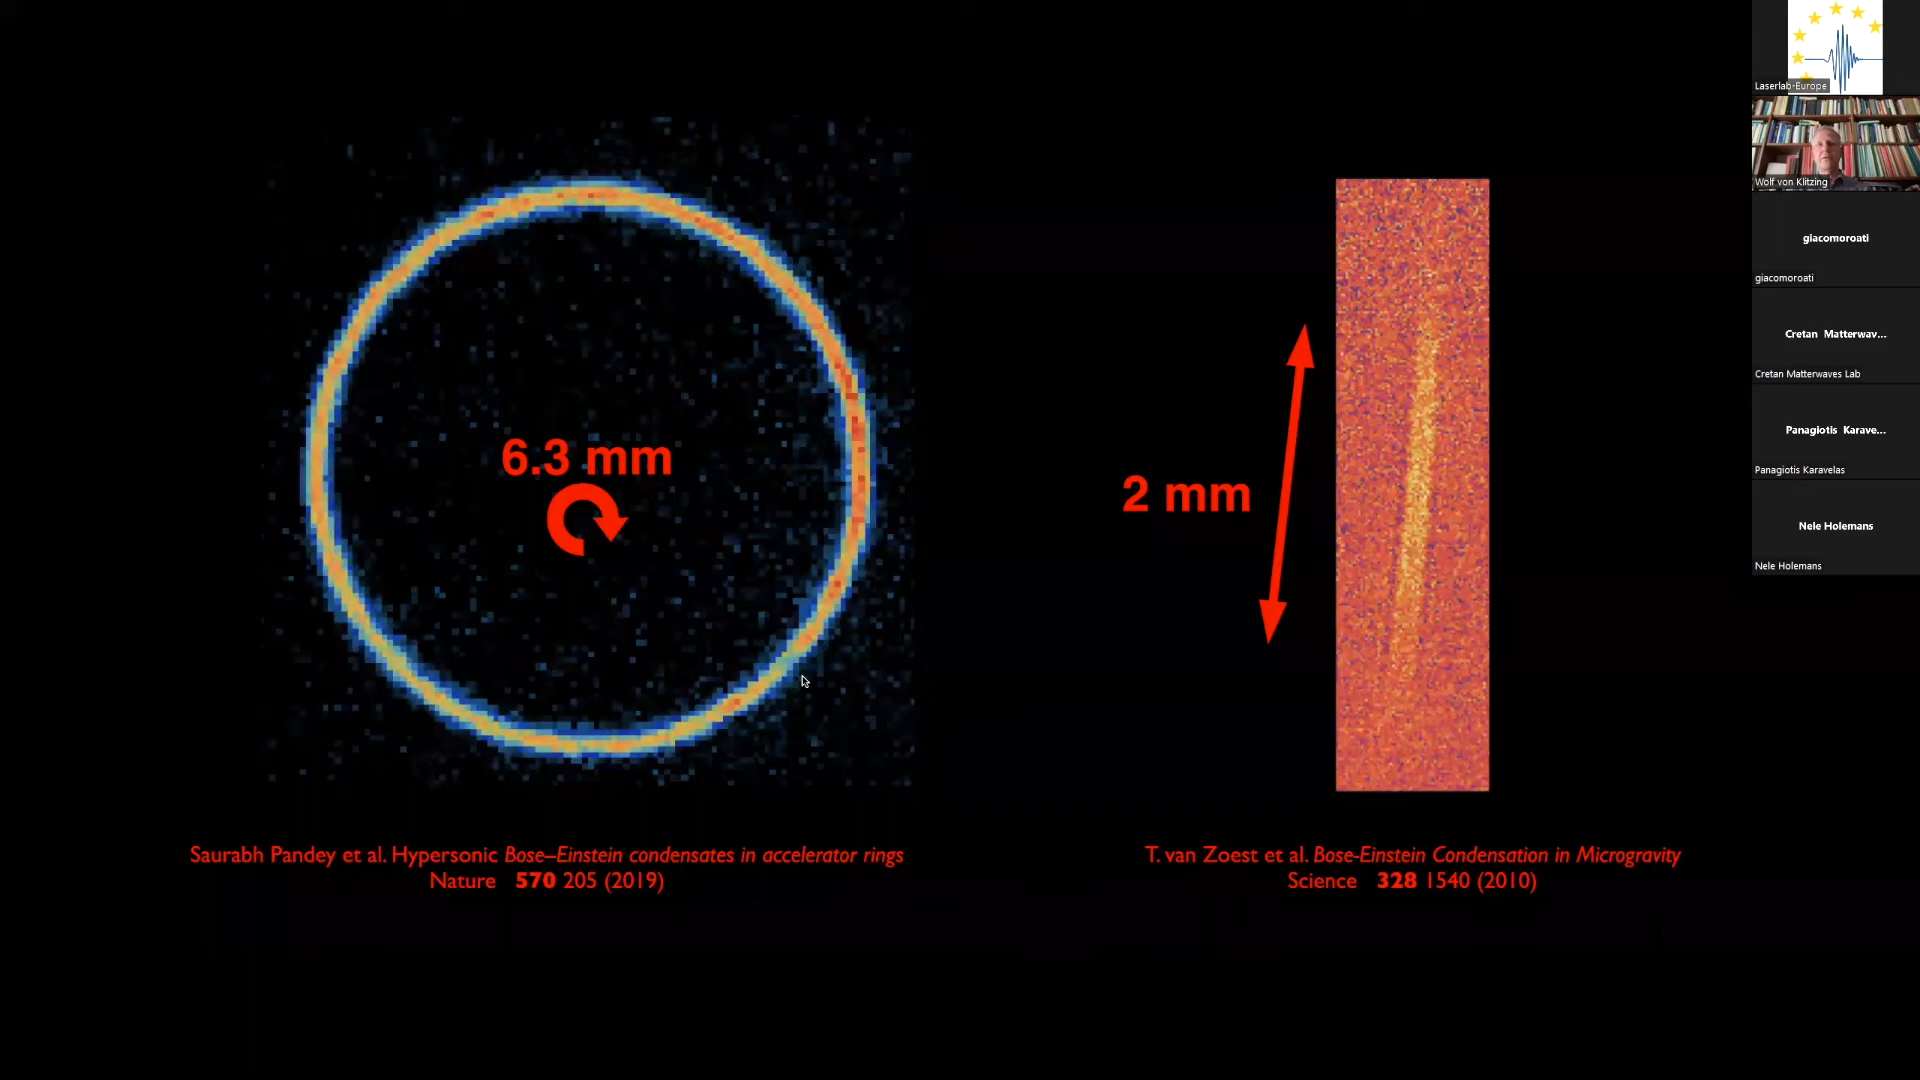 6.3 mm
2 mm
Saurabh Pandey et al. Hypersonic Bose–Einstein condensates in accelerator rings
Nature 570 205 (2019)
T. van Zoest et al. Bose-Einstein Condensation in Microgravity
Science 328 1540 (2010)
Laserlab-Europe
Wolf von Klitzing
giacomoroati
giacomoroati
Cretan Matterwav...
Cretan Matterwaves Lab
Panagiotis Karave...
Panagiotis Karavelas
Nele Holemans
Nele Holemans